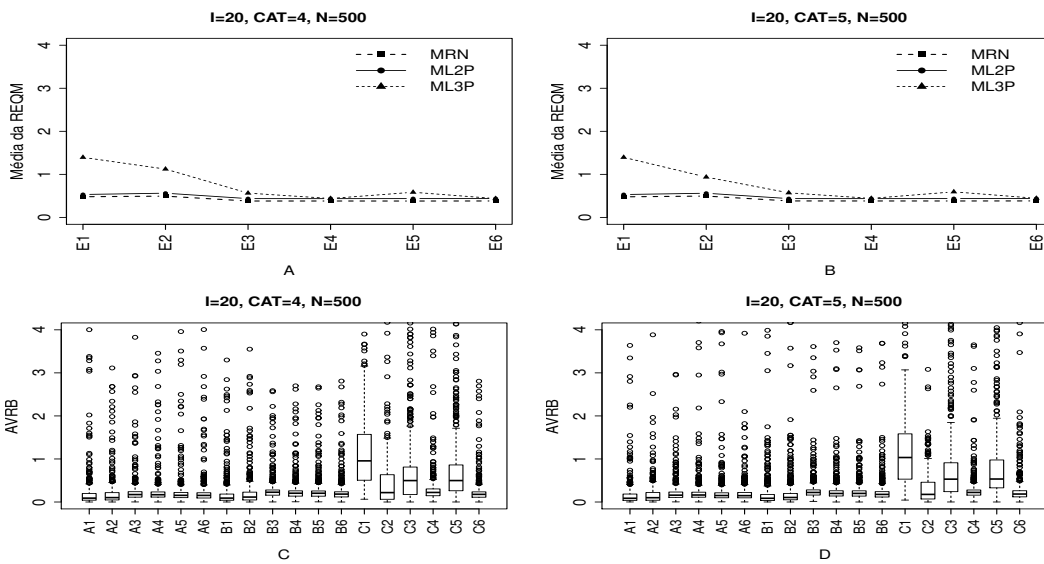 I=20, CAT=4, N=500
Média da REQM
4
3
2
1
0
MRN
ML2P
ML3P
E1 E2 E3 E4 E5 E6
A
I=20, CAT=5, N=500
Média da REQM
4
3
2
1
0
MRN
ML2P
ML3P
E1 E2 E3 E4 E5 E6
B
I=20, CAT=4, N=500
AVRB
4
3
2
1
0
A1 A2 A3 A4 A5 A6 B1 B2 B3 B4 B5 B6 C1 C2 C3 C4 C5 C6
C
I=20, CAT=5, N=500
AVRB
4
3
2
1
0
A1 A2 A3 A4 A5 A6 B1 B2 B3 B4 B5 B6 C1 C2 C3 C4 C5 C6
D